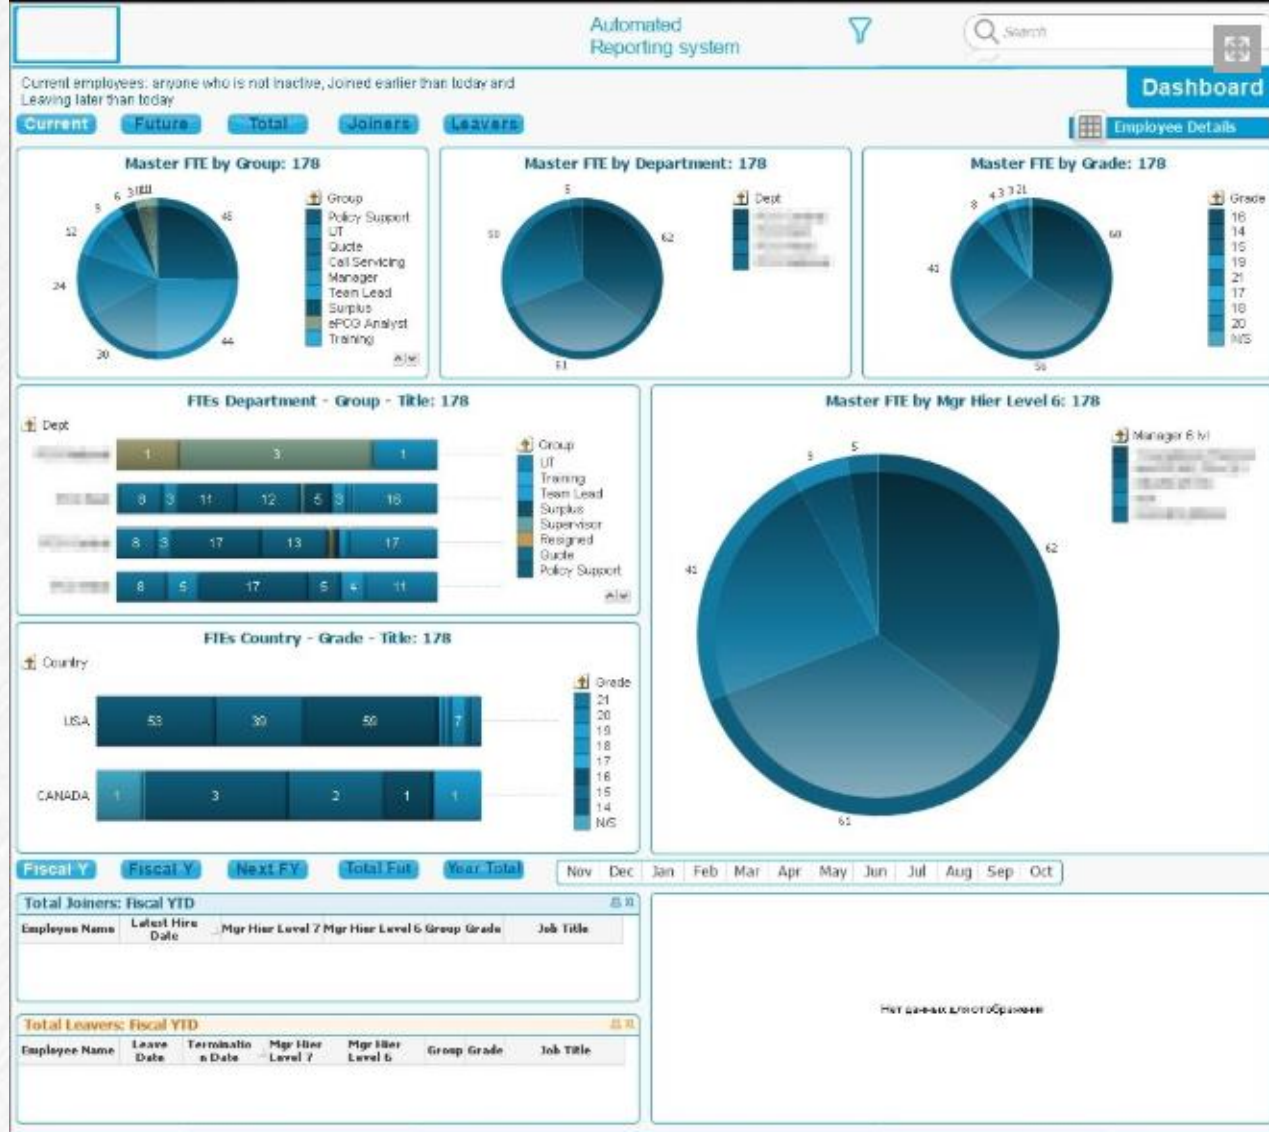 Automated
Reporting system
Search
Current employees: anyone who is not inactive, Joined earlier than today and
Leaving later than today
Dashboard
Current Future Total Joiners Leavers
Employee Details
Master FTE by Group: 178
45
44
30
24
12
9
6
Group
Policy Support
UT
Quote
Call Servicing
Manager
Team Lead
Surplus
ePCG Analyst
Training
Master FTE by Department: 178
5
62
61
50
Dept
Master FTE by Grade: 178
60
56
41
8
4 3 3 2 1
Grade
16
14
15
19
21
17
18
20
N/S
FTEs Department - Group - Title: 178
Dept
1 3 1
8 3 11 12 5 3 16
8 3 17 13 17
8 5 17 5 4 11
Group
UT
Training
Team Lead
Surplus
Supervisor
Resigned
Quote
Policy Support
Master FTE by Mgr Hier Level 6: 178
5
62
61
41
Manager 6 lvl
FTEs Country - Grade - Title: 178
Country
USA 53 39 59 7
CANADA 1 3 2 1 1
Grade
21
20
19
18
17
16
15
14
N/S
Fiscal Y Fiscal Y Next FY Total Fut Year Total
Nov Dec Jan Feb Mar Apr May Jun Jul Aug Sep Oct
Total Joiners: Fiscal YTD
Employee Name Latest Hire Date Mgr Hier Level 7 Mgr Hier Level 6 Group Grade Job Title
Нет данных для отображения
Total Leavers: Fiscal YTD
Employee Name Leave Date Terminatio n Date Mgr Hier Level 7 Mgr Hier Level 6 Group Grade Job Title